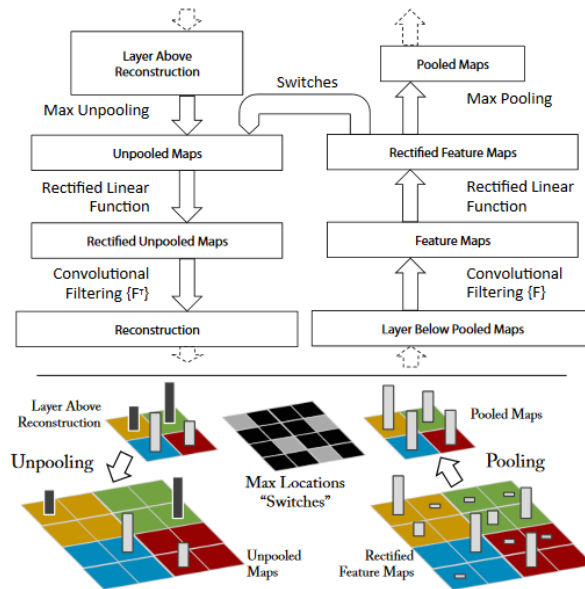 Layer Above
Reconstruction
Pooled Maps
Switches
Max Unpooling
Max Pooling
Unpooled Maps
Rectified Feature Maps
Rectified Linear
Function
Rectified Linear
Function
Rectified Unpooled Maps
Feature Maps
Convolutional
Filtering {Fᵀ}
Convolutional
Filtering {F}
Reconstruction
Layer Below Pooled Maps
Layer Above
Reconstruction
Pooled Maps
Unpooling
Max Locations
"Switches"
Pooling
Unpooled
Maps
Rectified
Feature Maps